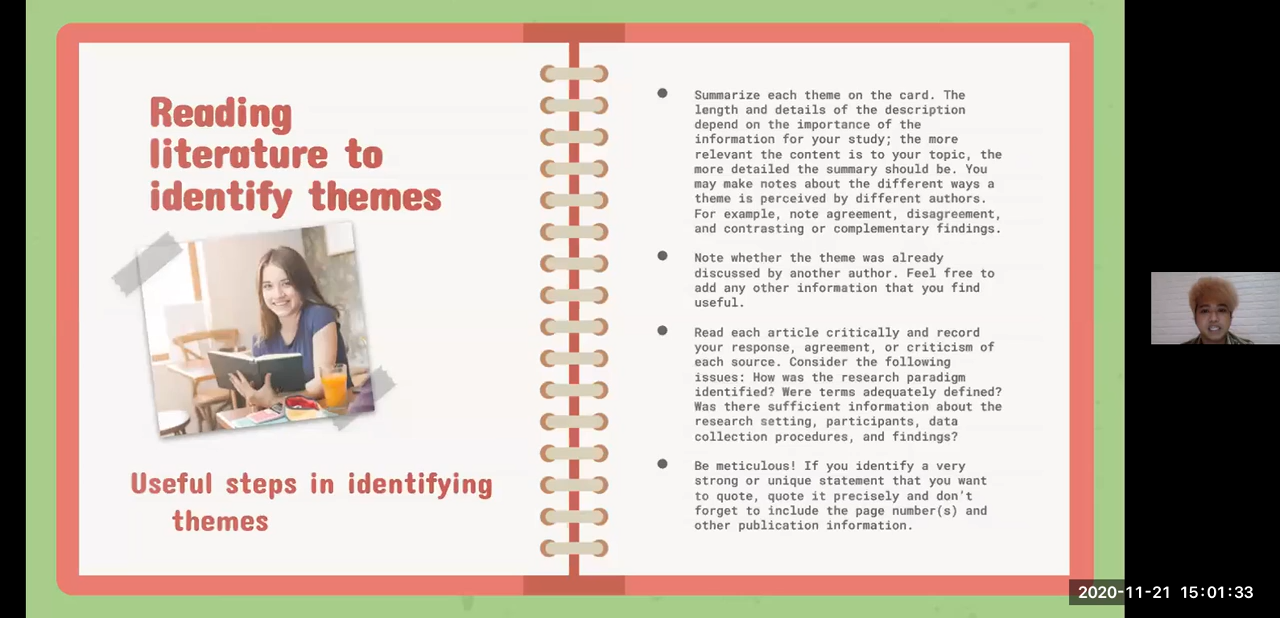 Reading
literature to
identify themes
Useful steps in identifying
themes
Summarize each theme on the card. The
length and details of the description
depend on the importance of the
information for your study; the more
relevant the content is to your topic, the
more detailed the summary should be. You
may make notes about the different ways a
theme is perceived by different authors.
For example, note agreement, disagreement,
and contrasting or complementary findings.
Note whether the theme was already
discussed by another author. Feel free to
add any other information that you find
useful.
Read each article critically and record
your response, agreement, or criticism of
each source. Consider the following
issues: How was the research paradigm
identified? Were terms adequately defined?
Was there sufficient information about the
research setting, participants, data
collection procedures, and findings?
Be meticulous! If you identify a very
strong or unique statement that you want
to quote, quote it precisely and don't
forget to include the page number(s) and
other publication information.
2020-11-21 15:01:33